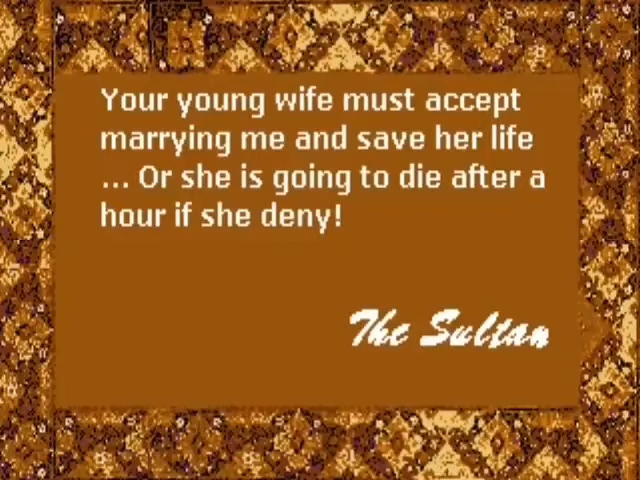 Your young wife must accept
marrying me and save her life
... Or she is going to die after a
hour if she deny!
The Sultan